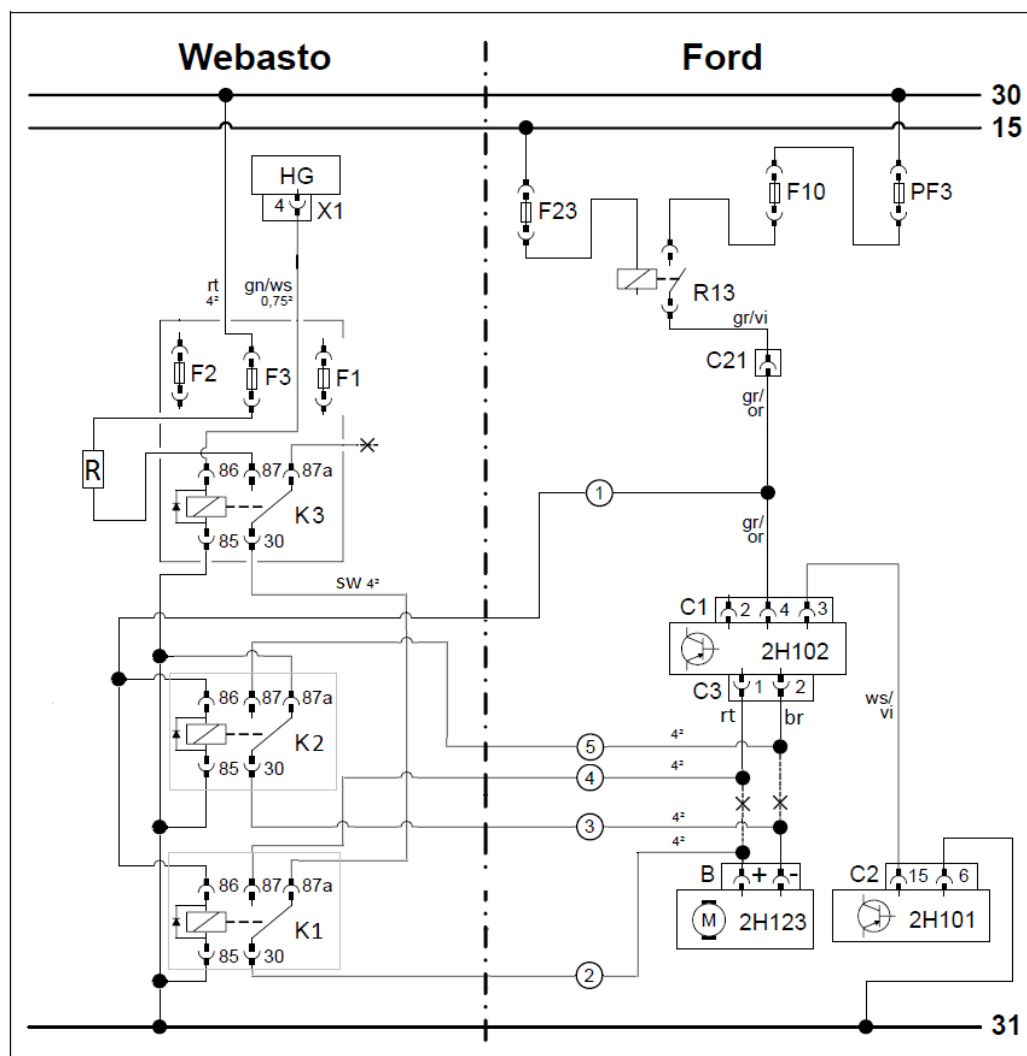 Webasto Ford
30
15
HG
4 X1
F23 F10 PF3
rt gn/ws
4² 0,75²
R13
gr/vi
F2 F3 F1 C21
gr/
or
R 86 87 87a
1
K3
gr/
or
85 30
sw 4²
C1 2 4 3
2H102
C3 1 2
86 87 87a
rt br ws/
vi
K2
5 4²
85 30
4 4²
3 4²
4²
86 87 87a
B + - C2 15 6
M 2H123 2H101
K1
85 30
2
31